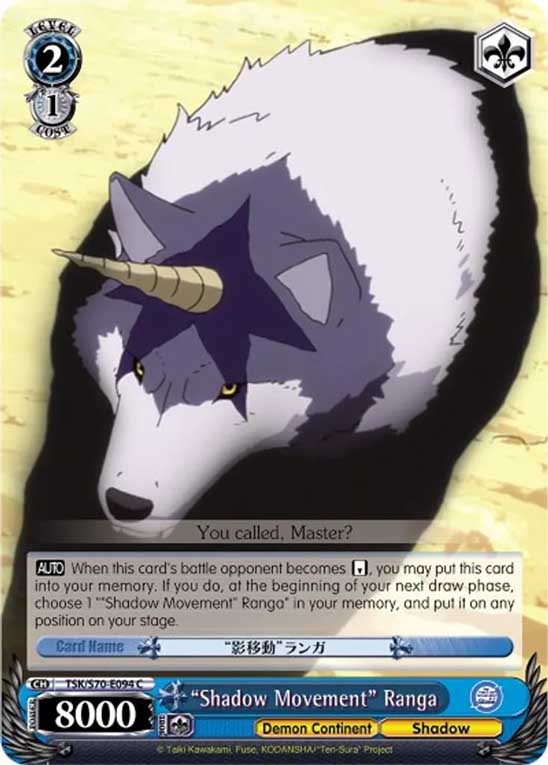 LEVEL
2
1
COST
You called, Master?
AUTO When this card's battle opponent becomes ▼, you may put this card
into your memory. If you do, at the beginning of your next draw phase,
choose 1 "“Shadow Movement” Ranga" in your memory, and put it on any
position on your stage.
Card Name “影移動”ランガ
CH TSK/S70-E094 C
“Shadow Movement” Ranga
POWER 8000
SOUL
Demon Continent Shadow
© Taiki Kawakami, Fuse, KODANSHA/“Ten-Sura” Project